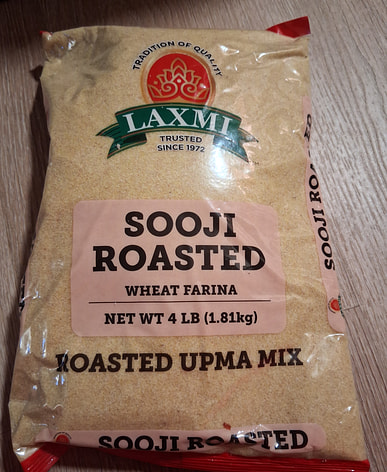 TRADITION OF QUALITY
LAXMI
TRUSTED
SINCE 1972
SOOJI
ROASTED
WHEAT FARINA
NET WT 4 LB (1.81kg)
ROASTED UPMA MIX
SOOJI ROASTED
SOOJI ROASTED